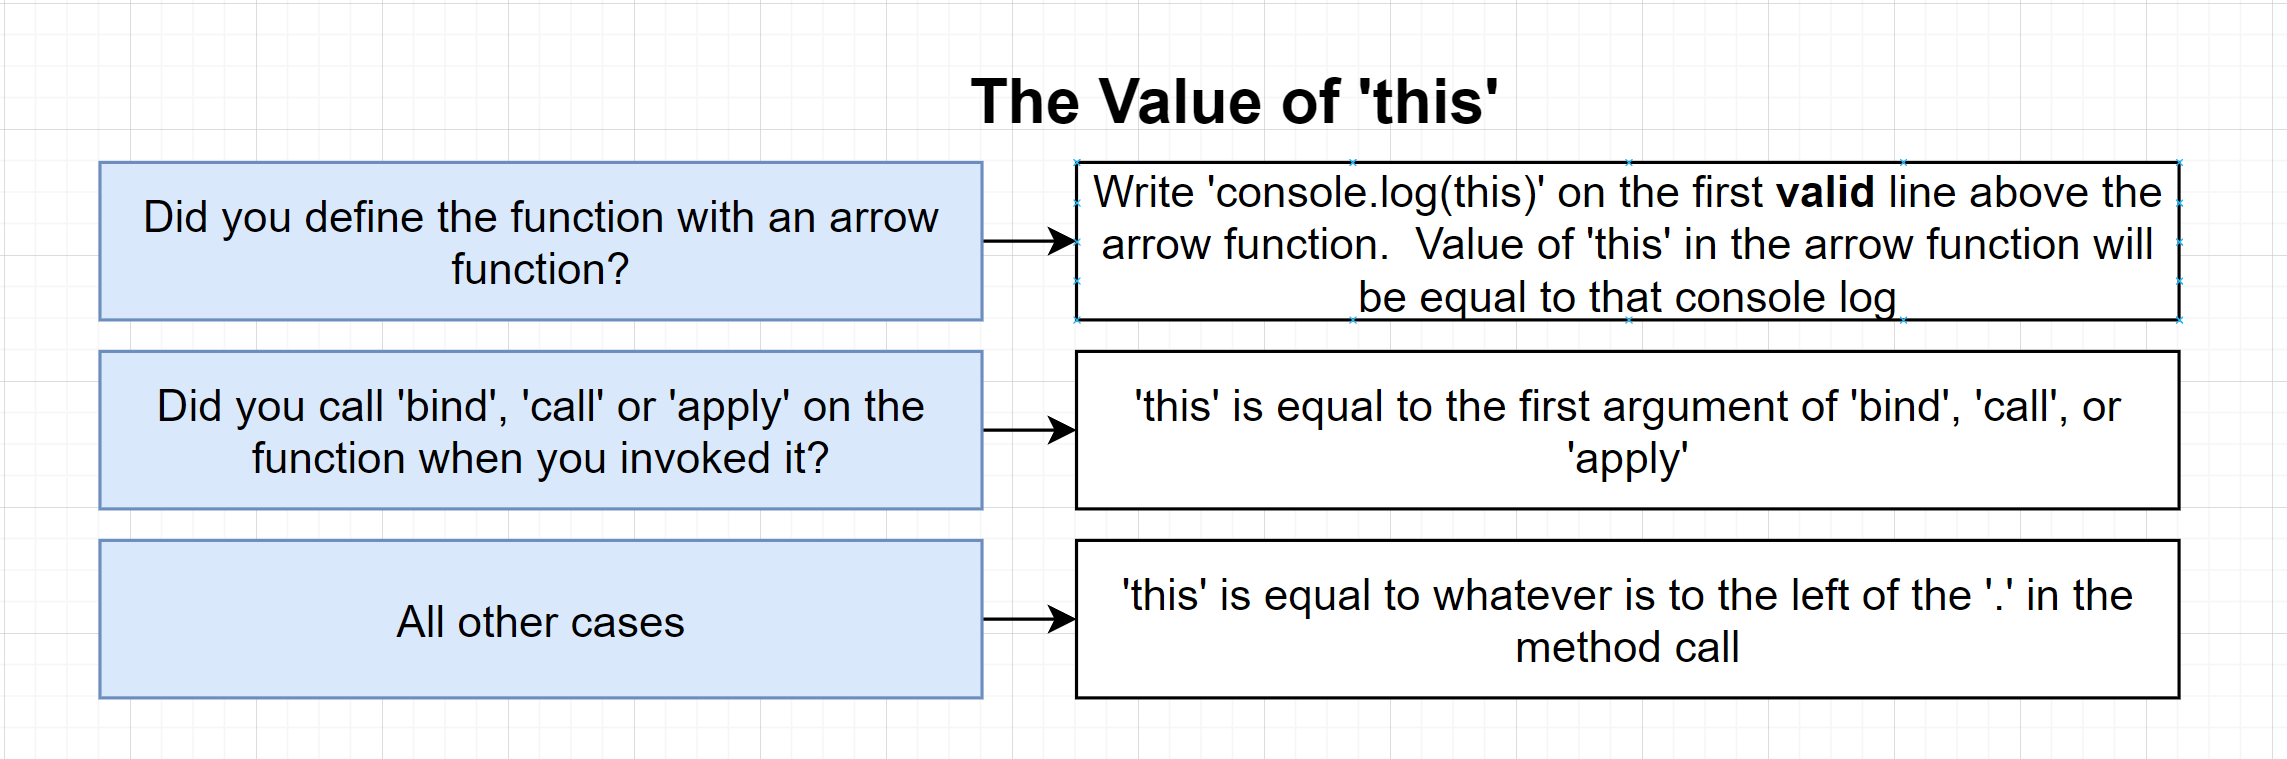 The Value of 'this'
Did you define the function with an arrow
function?
Write 'console.log(this)' on the first valid line above the
arrow function.  Value of 'this' in the arrow function will
be equal to that console log
Did you call 'bind', 'call' or 'apply' on the
function when you invoked it?
'this' is equal to the first argument of 'bind', 'call', or
'apply'
All other cases
'this' is equal to whatever is to the left of the '.' in the
method call